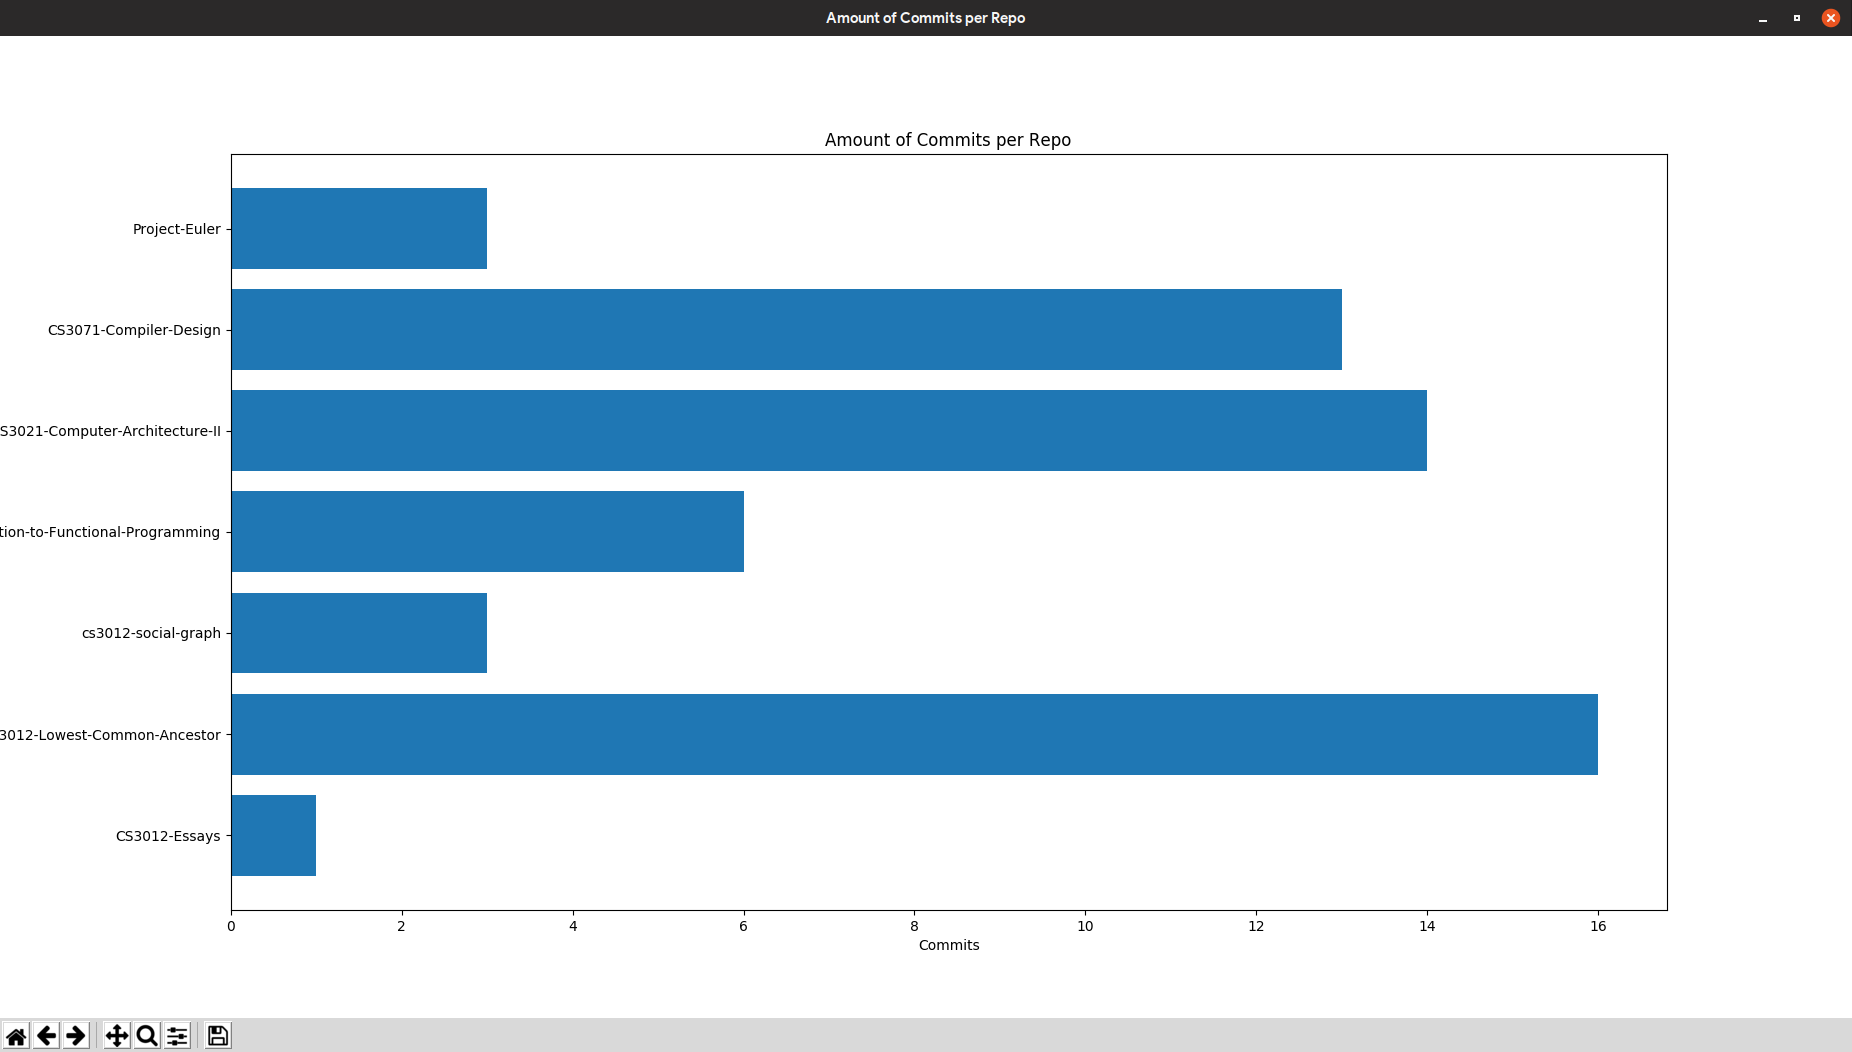 Amount of Commits per Repo
Amount of Commits per Repo
Project-Euler
CS3071-Compiler-Design
S3021-Computer-Architecture-II
tion-to-Functional-Programming
cs3012-social-graph
3012-Lowest-Common-Ancestor
CS3012-Essays
0 2 4 6 8 10 12 14 16
Commits